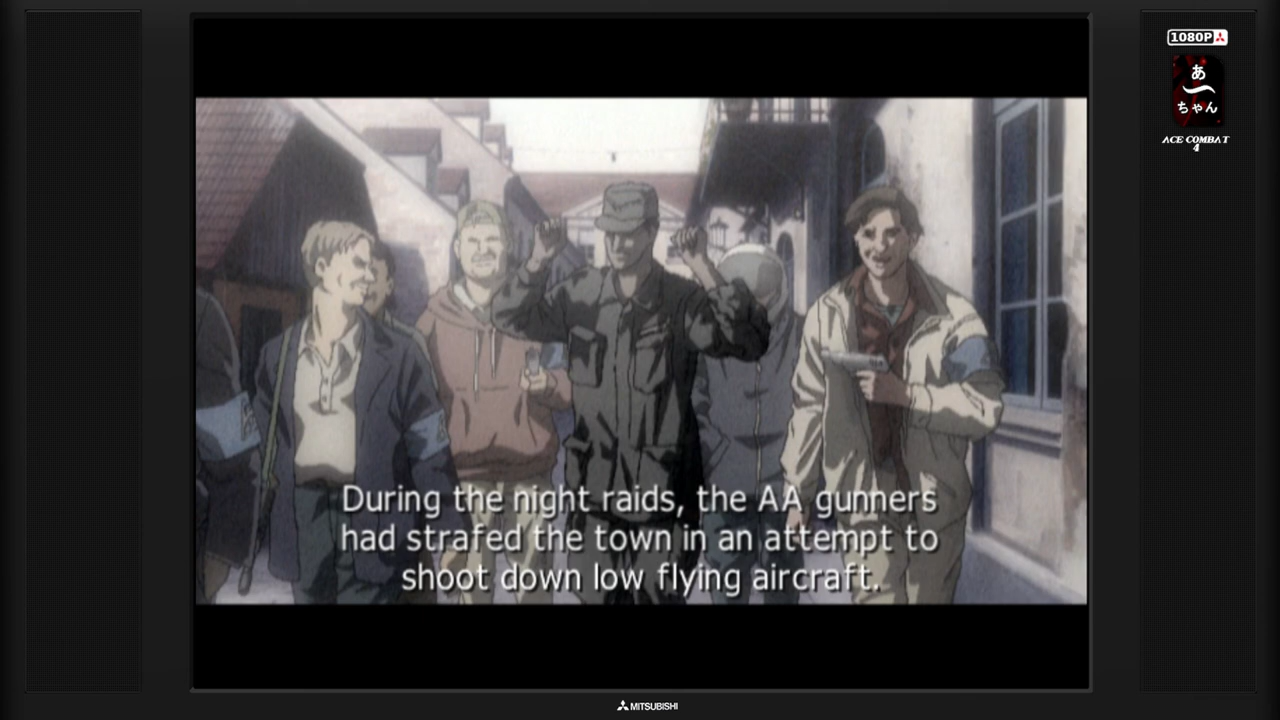 1080P
あ
ー
ちゃん
ACE COMBAT
4
During the night raids, the AA gunners
had strafed the town in an attempt to
shoot down low flying aircraft.
MITSUBISHI